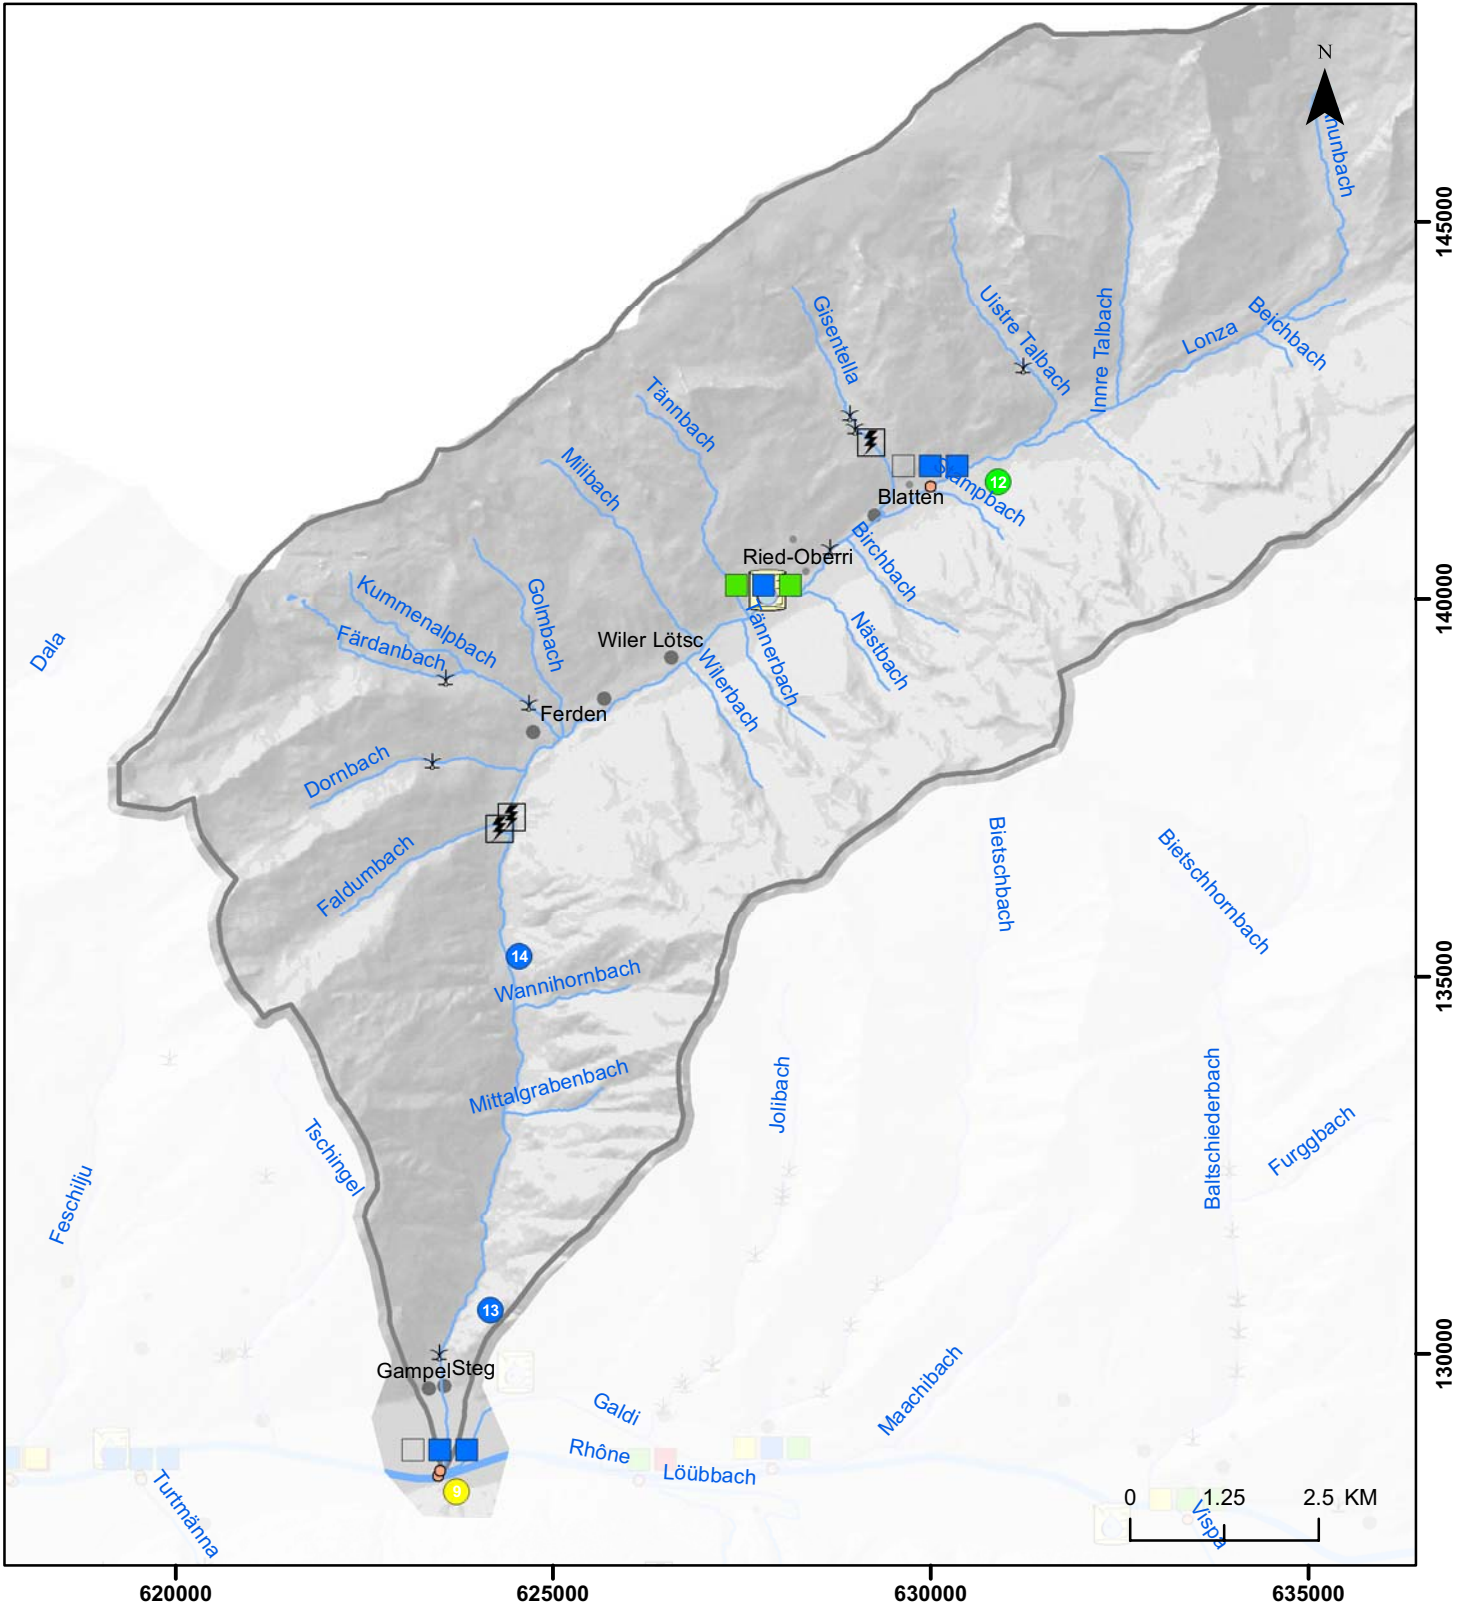 N
hunbach
145000
Gisentella
Uistre Talbach
Innre Talbach
Lonza
Beichbach
Tännbach
Milibach
12
Stampbach
Blatten
Birchbach
Ried-Oberri
140000
Kummenalpbach
Golmbach
Färdanbach
Wiler Lötsc
Tännerbach
Nästbach
Wilerbach
Dala
Ferden
Dornbach
Faldumbach
Bietschbach
Bietschhornbach
14
Wannihornbach
135000
Mittalgrabenbach
Jolibach
Baltschiederbach
Furggbach
Tschingel
Feschilju
13
Gampel
Steg
130000
Galdi
Maachibach
Rhône
Löübbach
Turtmänna
9
Vispa
0 1.25 2.5 KM
620000 625000 630000 635000